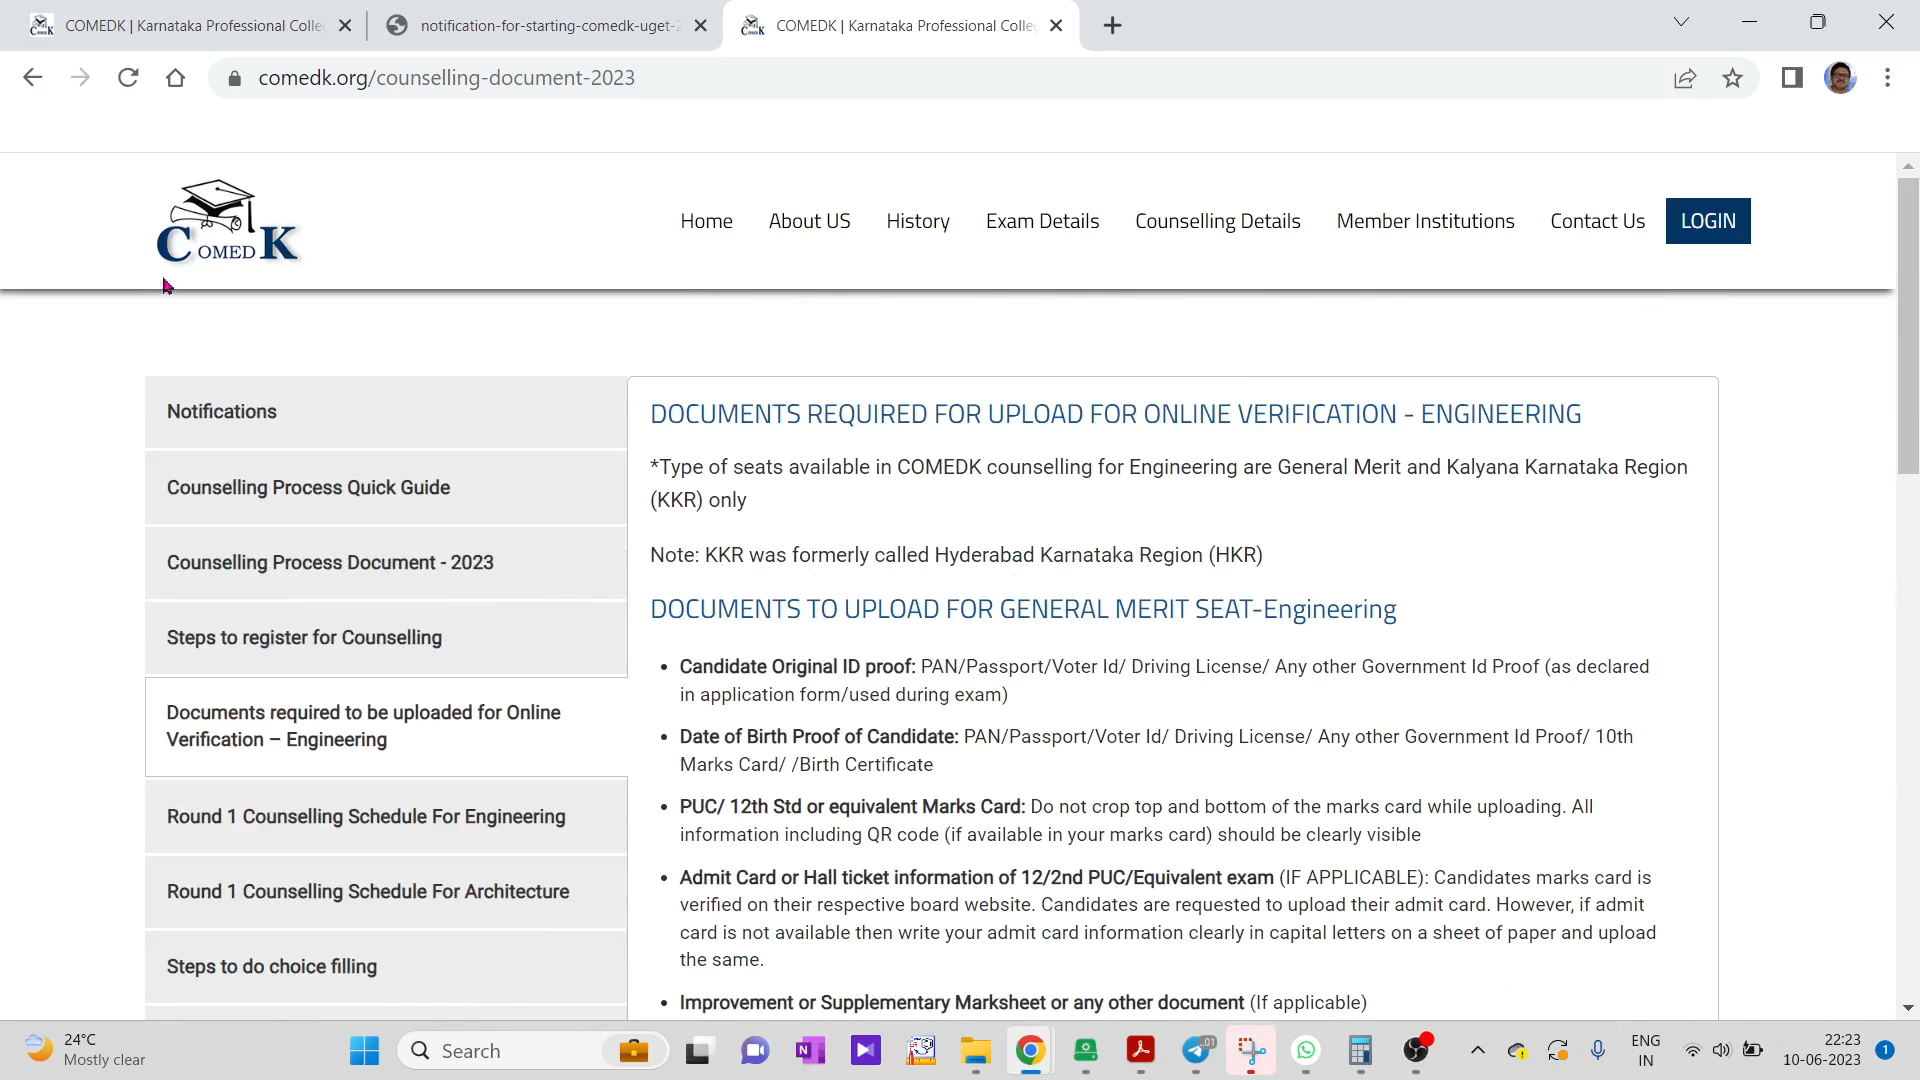 COMEDK | Karnataka Professional Colle
notification-for-starting-comedk-uget-2
COMEDK | Karnataka Professional Colle
comedk.org/counselling-document-2023
COMEDK
Home
About US
History
Exam Details
Counselling Details
Member Institutions
Contact Us
LOGIN
Notifications
Counselling Process Quick Guide
Counselling Process Document - 2023
Steps to register for Counselling
Documents required to be uploaded for Online
Verification – Engineering
Round 1 Counselling Schedule For Engineering
Round 1 Counselling Schedule For Architecture
Steps to do choice filling
DOCUMENTS REQUIRED FOR UPLOAD FOR ONLINE VERIFICATION - ENGINEERING
*Type of seats available in COMEDK counselling for Engineering are General Merit and Kalyana Karnataka Region
(KKR) only
Note: KKR was formerly called Hyderabad Karnataka Region (HKR)
DOCUMENTS TO UPLOAD FOR GENERAL MERIT SEAT-Engineering
• Candidate Original ID proof: PAN/Passport/Voter Id/ Driving License/ Any other Government Id Proof (as declared
in application form/used during exam)
• Date of Birth Proof of Candidate: PAN/Passport/Voter Id/ Driving License/ Any other Government Id Proof/ 10th
Marks Card/ /Birth Certificate
• PUC/ 12th Std or equivalent Marks Card: Do not crop top and bottom of the marks card while uploading. All
information including QR code (if available in your marks card) should be clearly visible
• Admit Card or Hall ticket information of 12/2nd PUC/Equivalent exam (IF APPLICABLE): Candidates marks card is
verified on their respective board website. Candidates are requested to upload their admit card. However, if admit
card is not available then write your admit card information clearly in capital letters on a sheet of paper and upload
the same.
• Improvement or Supplementary Marksheet or any other document (If applicable)
24°C
Mostly clear
Search
N
.01
ENG
IN
22:23
10-06-2023
1